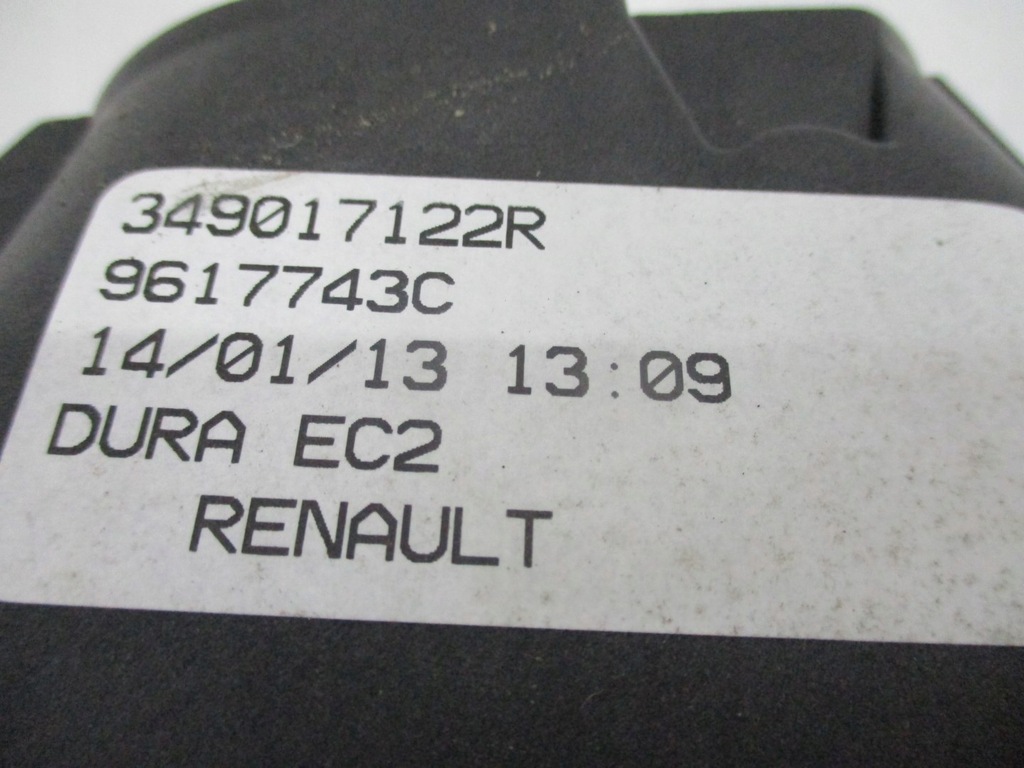 349017122R
9617743C
14/01/13 13:09
DURA EC2
RENAULT